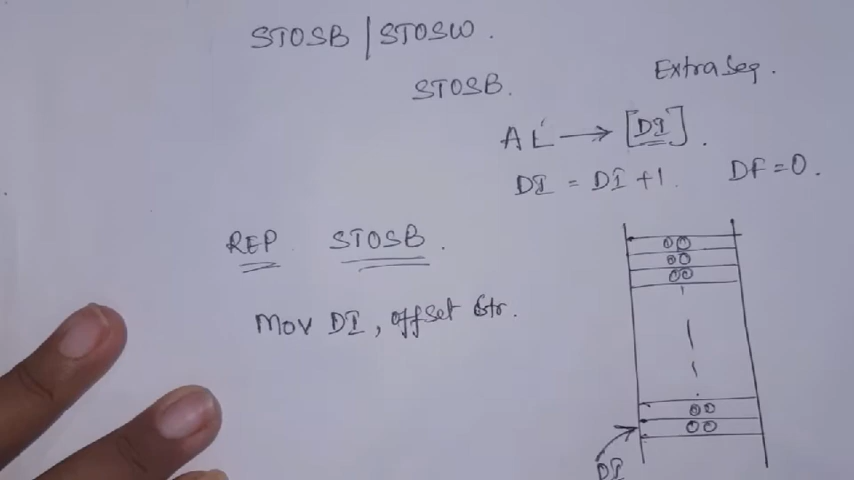 STOSB | STOSW.
STOSB.
Extra Seg.
AL → [DI].
DI = DI + 1. DF = 0.
REP STOSB.
Mov DI, offset Str.
00
00
00
00
00
DI